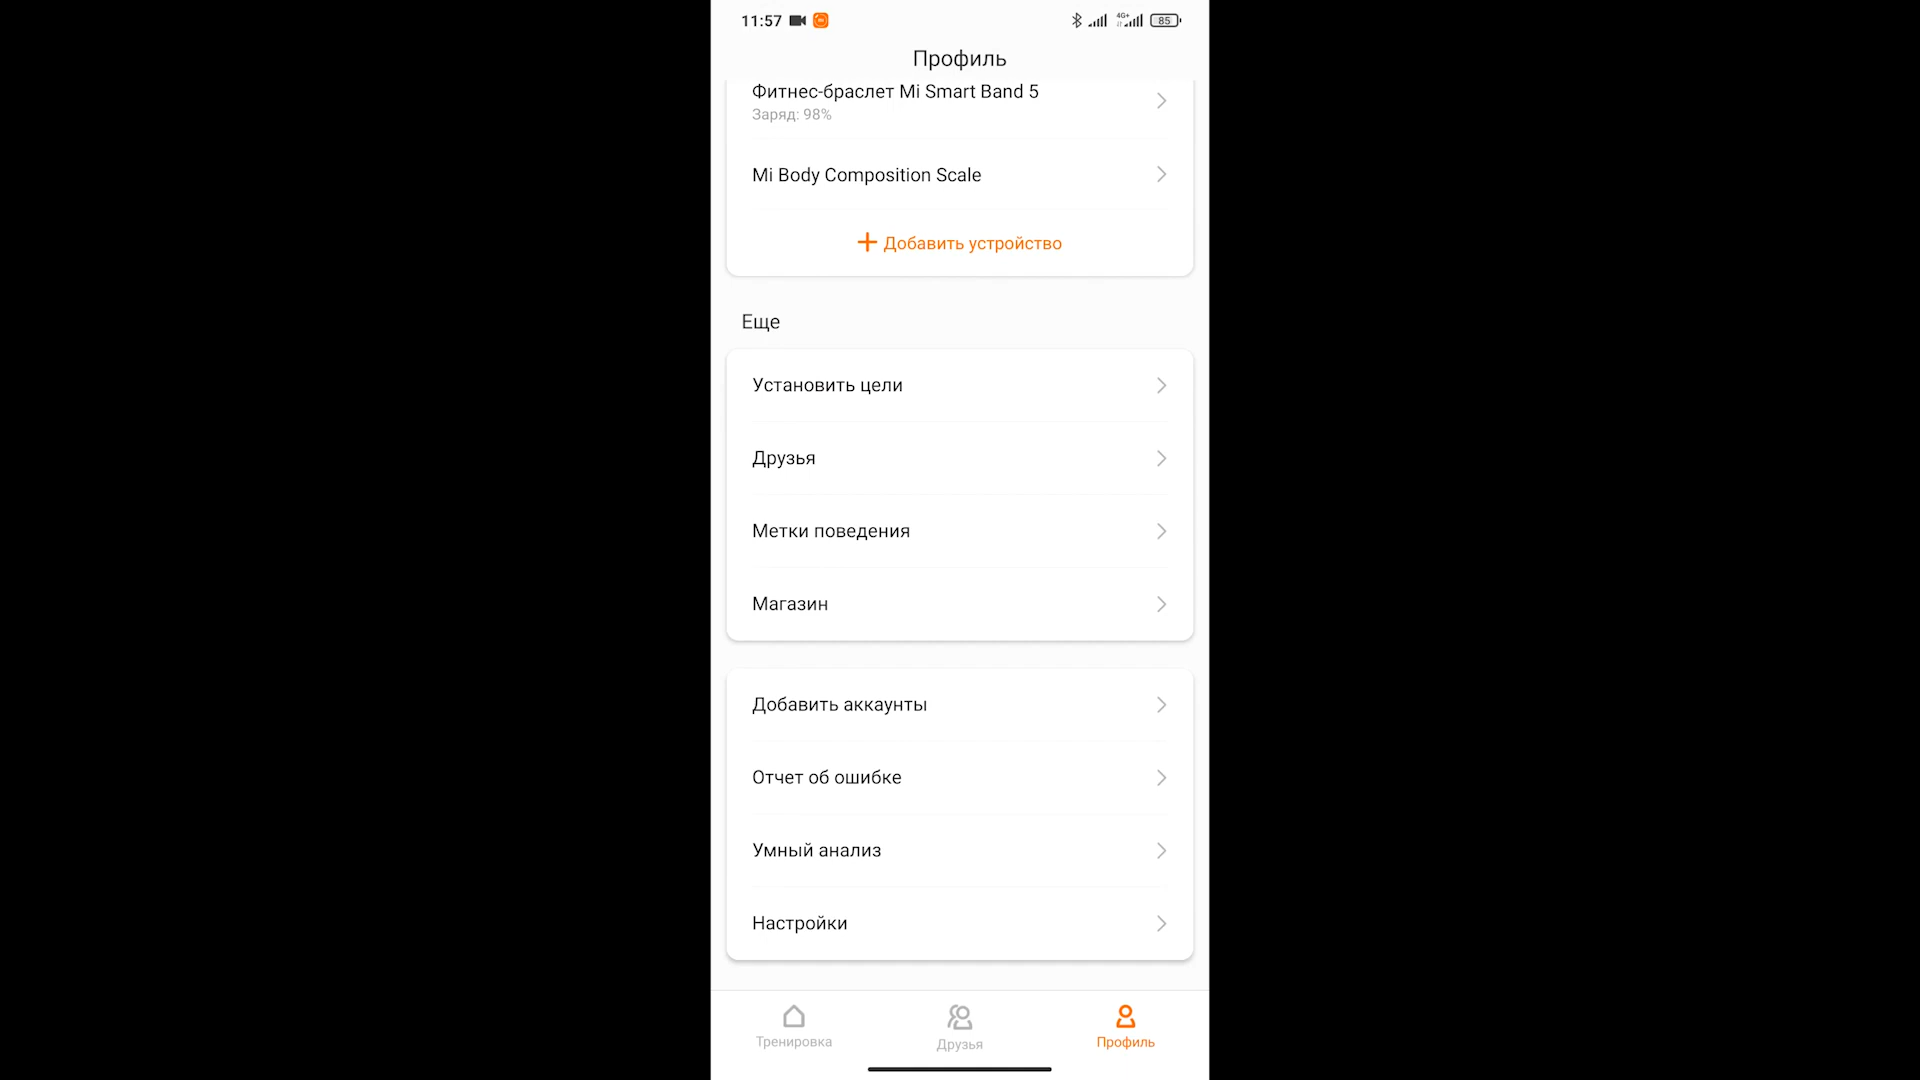 11:57
4G+
85
Профиль
Фитнес-браслет Mi Smart Band 5
Заряд: 98%
Mi Body Composition Scale
Добавить устройство
Еще
Установить цели
Друзья
Метки поведения
Магазин
Добавить аккаунты
Отчет об ошибке
Умный анализ
Настройки
Тренировка
Друзья
Профиль